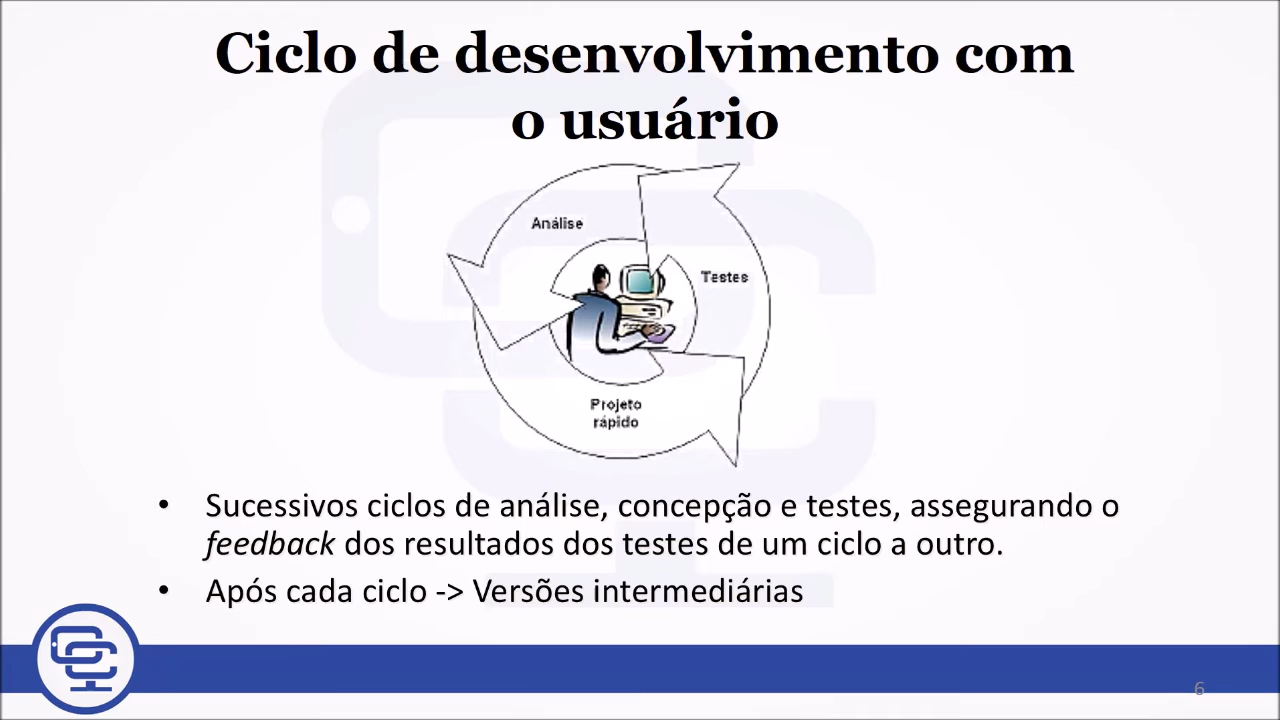 Ciclo de desenvolvimento com
o usuário
Análise
Testes
Projeto
rápido
• Sucessivos ciclos de análise, concepção e testes, assegurando o
feedback dos resultados dos testes de um ciclo a outro.
• Após cada ciclo -> Versões intermediárias
6